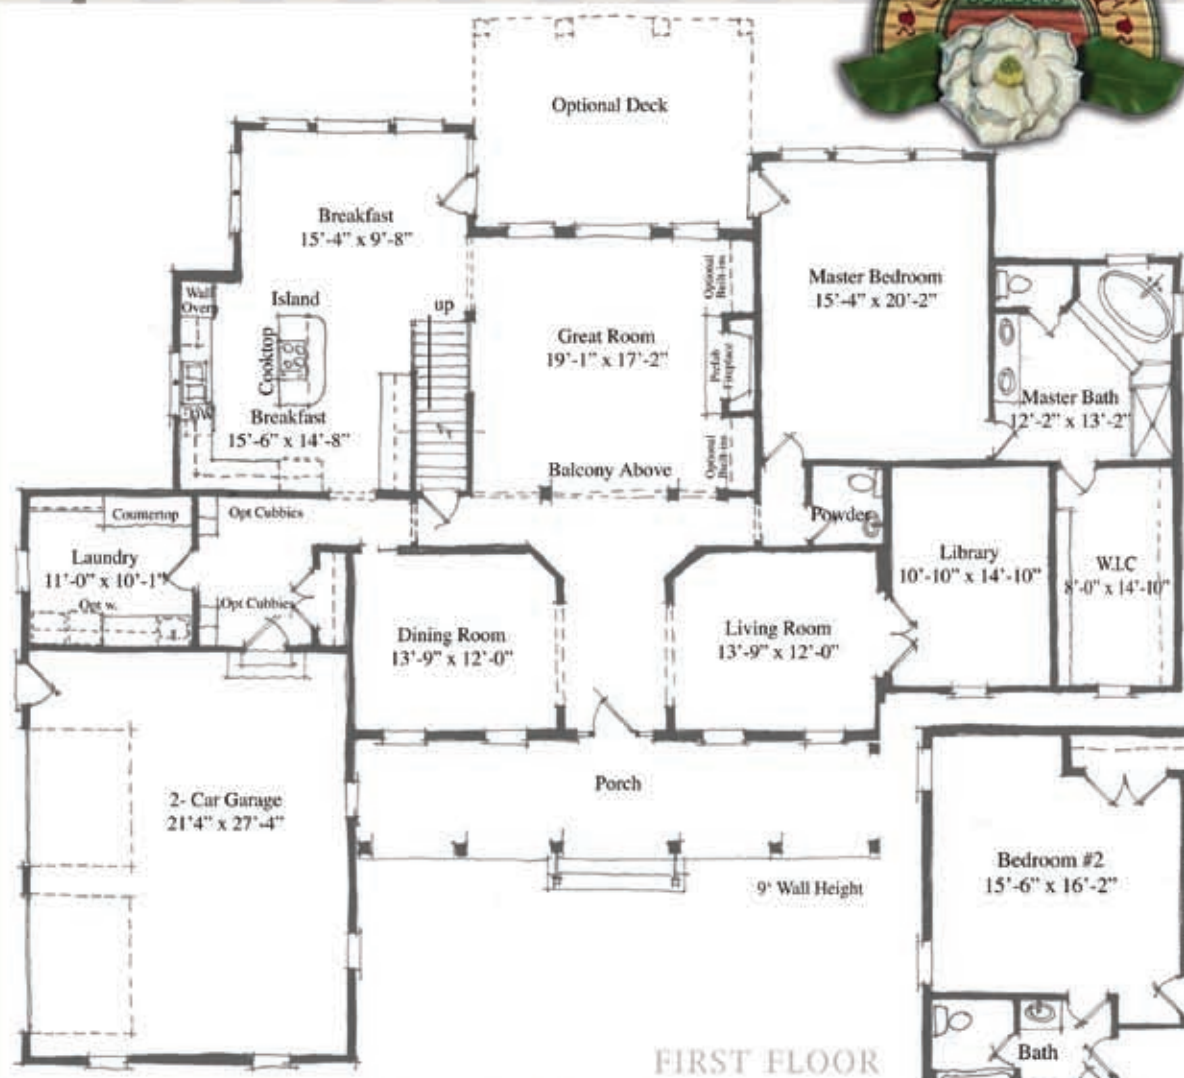 Optional Deck
Breakfast
15'-4" x 9'-8"
Master Bedroom
15'-4" x 20'-2"
Wall
Oven
Island
Cooktop
up
Great Room
19'-1" x 17'-2"
Optional
Built-ins
Prefab
Fireplace
Optional
Built-ins
DW
Breakfast
15'-6" x 14'-8"
Master Bath
12'-2" x 13'-2"
Balcony Above
Countertop
Opt Cubbies
Powder
Laundry
11'-0" x 10'-1"
Opt w.
Opt Cubbies
Library
10'-10" x 14'-10"
W.I.C
8'-0" x 14'-10"
Dining Room
13'-9" x 12'-0"
Living Room
13'-9" x 12'-0"
Porch
2- Car Garage
21'4" x 27'-4"
9' Wall Height
Bedroom #2
15'-6" x 16'-2"
Bath
FIRST FLOOR